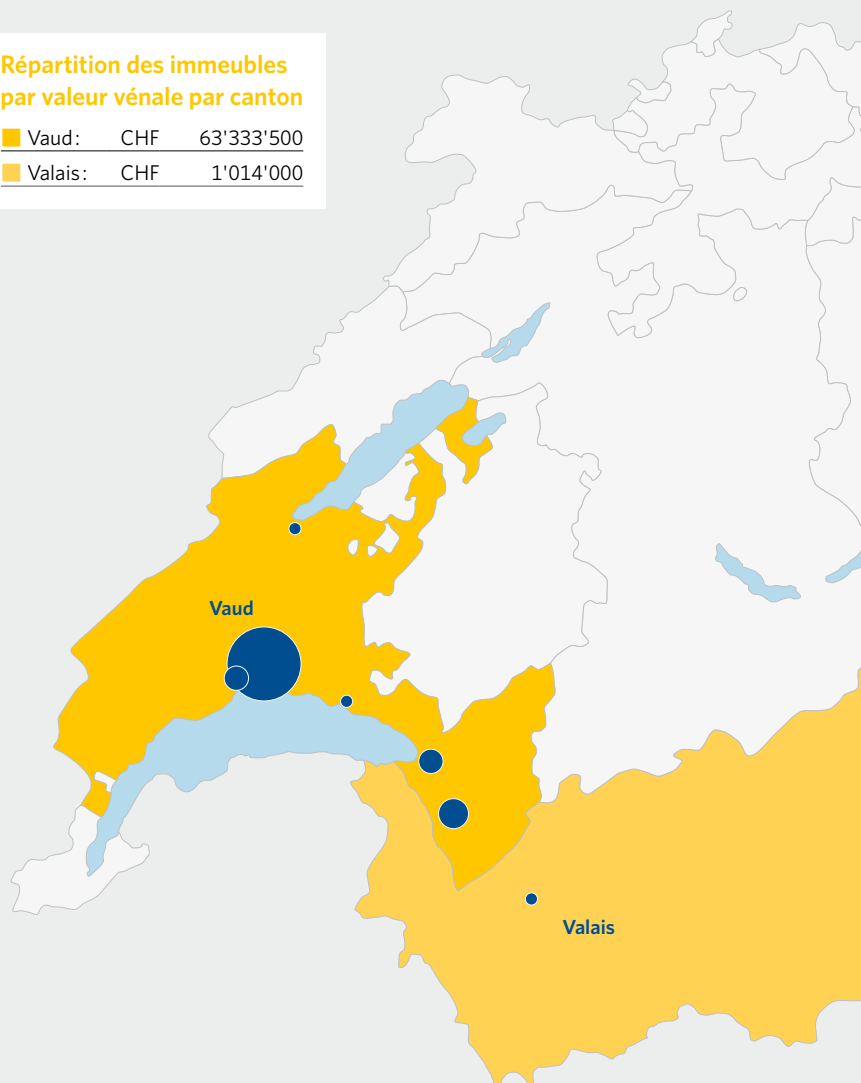 Répartition des immeubles
par valeur vénale par canton
Vaud: CHF 63'333'500
Valais: CHF 1'014'000
Vaud
Valais